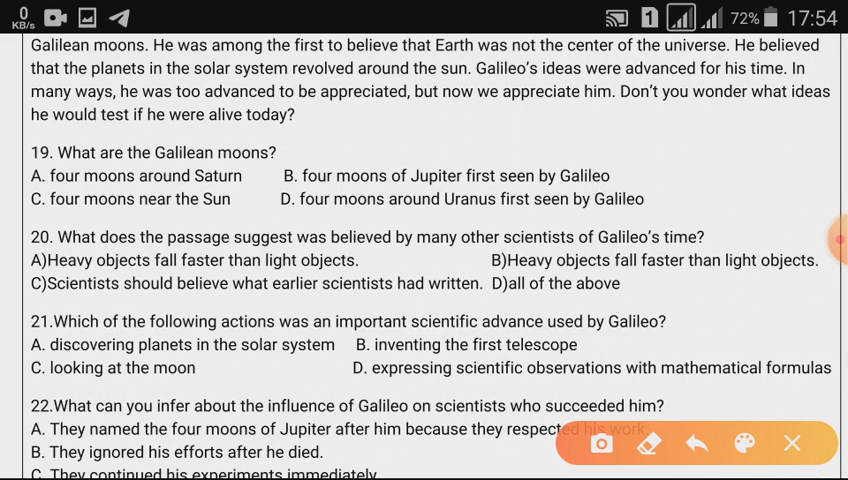 0 KB/s 1 72% 17:54
Galilean moons. He was among the first to believe that Earth was not the center of the universe. He believed
that the planets in the solar system revolved around the sun. Galileo's ideas were advanced for his time. In
many ways, he was too advanced to be appreciated, but now we appreciate him. Don't you wonder what ideas
he would test if he were alive today?
19. What are the Galilean moons?
A. four moons around Saturn B. four moons of Jupiter first seen by Galileo
C. four moons near the Sun D. four moons around Uranus first seen by Galileo
20. What does the passage suggest was believed by many other scientists of Galileo's time?
A)Heavy objects fall faster than light objects. B)Heavy objects fall faster than light objects.
C)Scientists should believe what earlier scientists had written. D)all of the above
21.Which of the following actions was an important scientific advance used by Galileo?
A. discovering planets in the solar system B. inventing the first telescope
C. looking at the moon D. expressing scientific observations with mathematical formulas
22.What can you infer about the influence of Galileo on scientists who succeeded him?
A. They named the four moons of Jupiter after him because they respected his work.
B. They ignored his efforts after he died.
C. They continued his experiments immediately